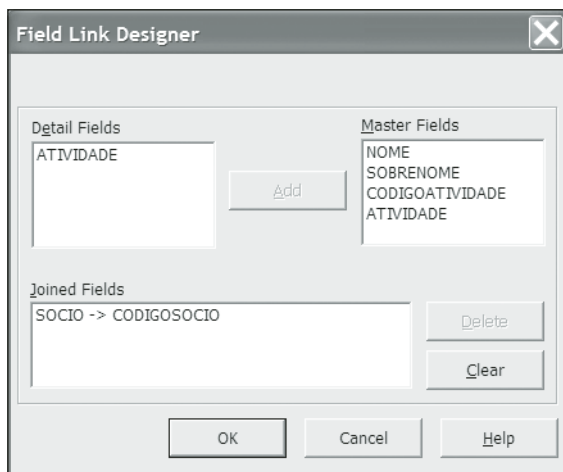 Field Link Designer
Detail Fields
ATIVIDADE
Add
Master Fields
NOME
SOBRENOME
CODIGOATIVIDADE
ATIVIDADE
Joined Fields
SOCIO -> CODIGOSOCIO
Delete
Clear
OK
Cancel
Help